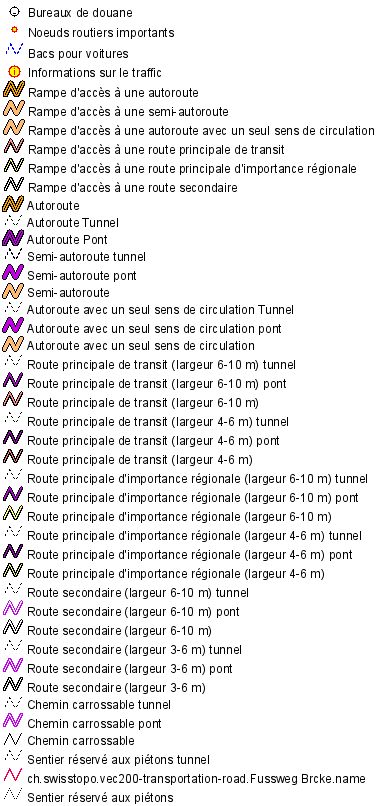 Bureaux de douane
Noeuds routiers importants
Bacs pour voitures
Informations sur le traffic
Rampe d'accès à une autoroute
Rampe d'accès à une semi-autoroute
Rampe d'accès à une autoroute avec un seul sens de circulation
Rampe d'accès à une route principale de transit
Rampe d'accès à une route principale d'importance régionale
Rampe d'accès à une route secondaire
Autoroute
Autoroute Tunnel
Autoroute Pont
Semi-autoroute tunnel
Semi-autoroute pont
Semi-autoroute
Autoroute avec un seul sens de circulation Tunnel
Autoroute avec un seul sens de circulation pont
Autoroute avec un seul sens de circulation
Route principale de transit (largeur 6-10 m) tunnel
Route principale de transit (largeur 6-10 m) pont
Route principale de transit (largeur 6-10 m)
Route principale de transit (largeur 4-6 m) tunnel
Route principale de transit (largeur 4-6 m) pont
Route principale de transit (largeur 4-6 m)
Route principale d'importance régionale (largeur 6-10 m) tunnel
Route principale d'importance régionale (largeur 6-10 m) pont
Route principale d'importance régionale (largeur 6-10 m)
Route principale d'importance régionale (largeur 4-6 m) tunnel
Route principale d'importance régionale (largeur 4-6 m) pont
Route principale d'importance régionale (largeur 4-6 m)
Route secondaire (largeur 6-10 m) tunnel
Route secondaire (largeur 6-10 m) pont
Route secondaire (largeur 6-10 m)
Route secondaire (largeur 3-6 m) tunnel
Route secondaire (largeur 3-6 m) pont
Route secondaire (largeur 3-6 m)
Chemin carrossable tunnel
Chemin carrossable pont
Chemin carrossable
Sentier réservé aux piétons tunnel
ch.swisstopo.vec200-transportation-road.Fussweg Brcke.name
Sentier réservé aux piétons